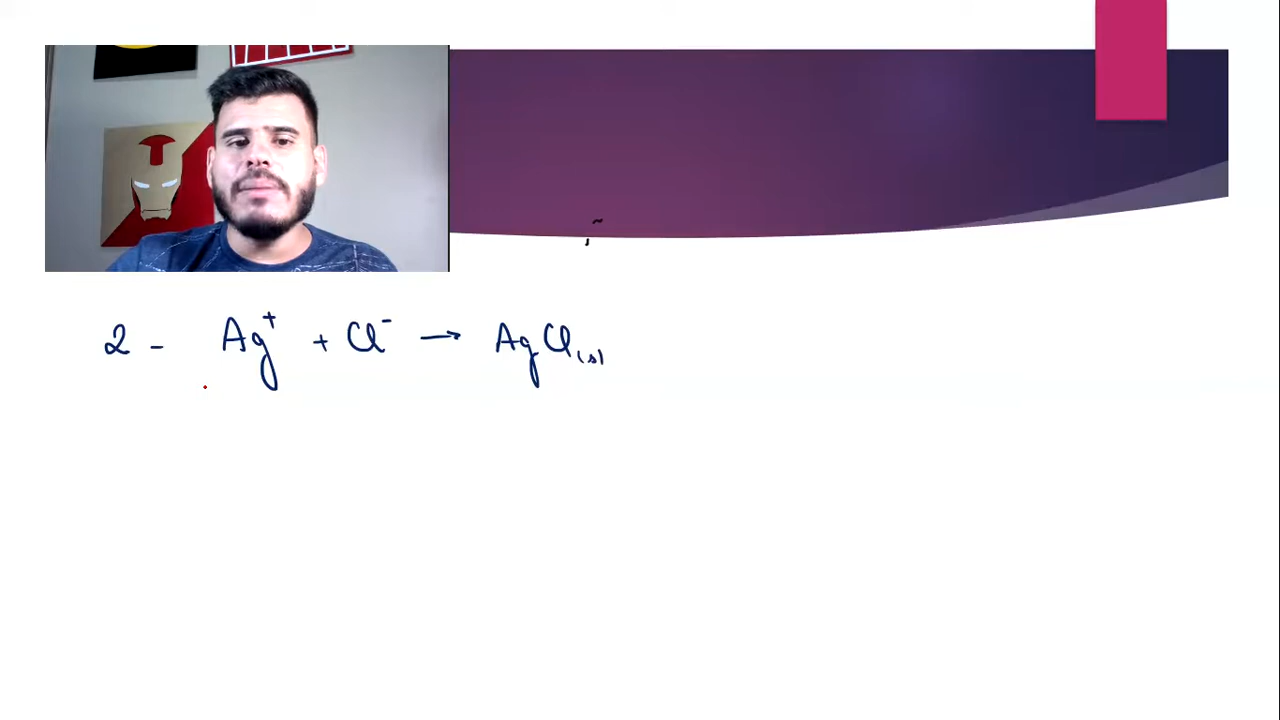 2 - Ag⁺ + Cl⁻ → AgCl₍ₛ₎